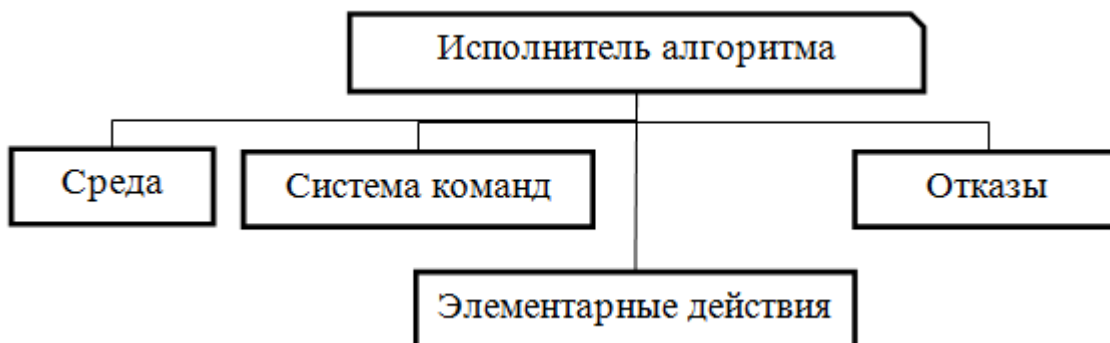 Исполнитель алгоритма
Среда
Система команд
Отказы
Элементарные действия